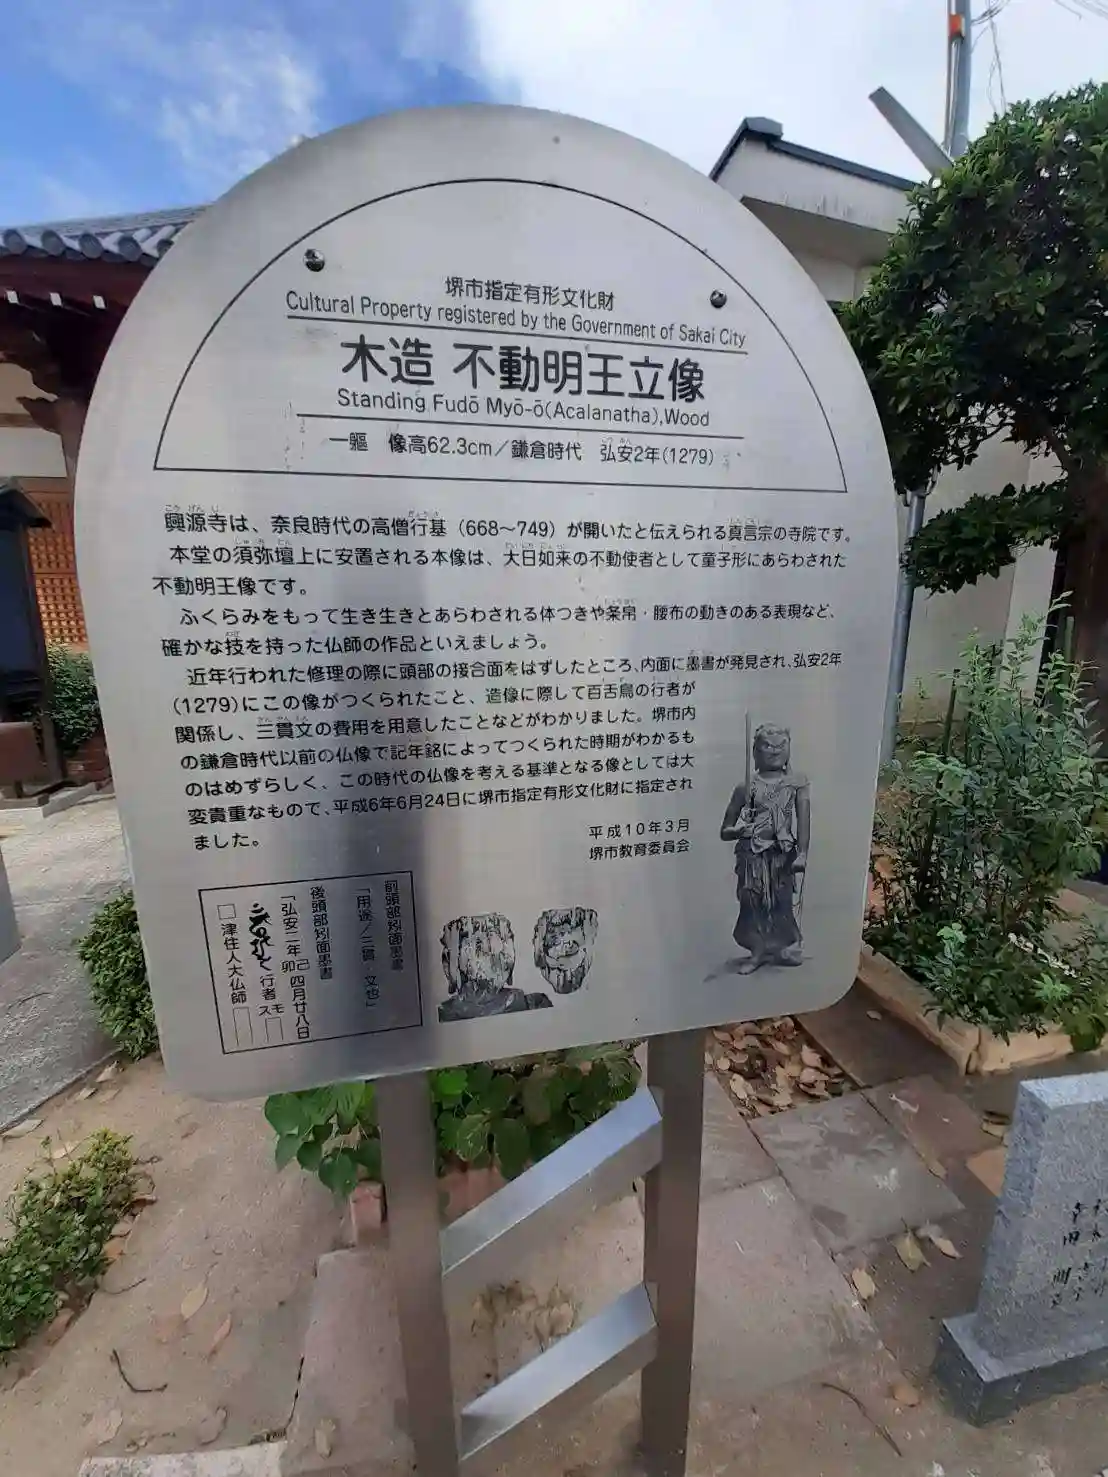 堺市指定有形文化財
Cultural Property registered by the Government of Sakai City
木造 不動明王立像
Standing Fudō Myō-ō(Acalanatha),Wood
一軀 像高62.3cm/鎌倉時代 弘安2年(1279)
興源寺は、奈良時代の高僧行基(668~749)が開いたと伝えられる真言宗の寺院です。
本堂の須弥壇上に安置される本像は、大日如来の不動使者として童子形にあらわされた
不動明王像です。
ふくらみをもって生き生きとあらわされる体つきや条帛・腰布の動きのある表現など、
確かな技を持った仏師の作品といえましょう。
近年行われた修理の際に頭部の接合面をはずしたところ、内面に墨書が発見され、弘安2年
(1279)にこの像がつくられたこと、造像に際して百舌鳥の行者が
関係し、三貫文の費用を用意したことなどがわかりました。堺市内
の鎌倉時代以前の仏像で記年銘によってつくられた時期がわかるも
のはめずらしく、この時代の仏像を考える基準となる像としては大
変貴重なもので、平成6年6月24日に堺市指定有形文化財に指定され
ました。
平成10年3月
堺市教育委員会
前頭部矧面墨書
「用途/三貫 文也」
後頭部矧面墨書
「弘安二年己卯四月廿八日
行者スモ
□津住人大仏師